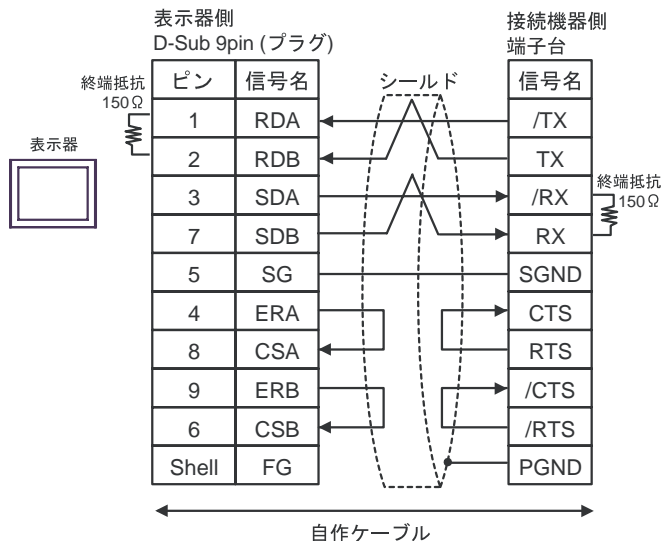 表示器側
D-Sub 9pin (プラグ)
接続機器側
端子台
終端抵抗
150Ω
ピン 信号名 シールド 信号名
表示器
1 RDA /TX
2 RDB TX
3 SDA /RX
終端抵抗
150Ω
7 SDB RX
5 SG SGND
4 ERA CTS
8 CSA RTS
9 ERB /CTS
6 CSB /RTS
Shell FG PGND
自作ケーブル